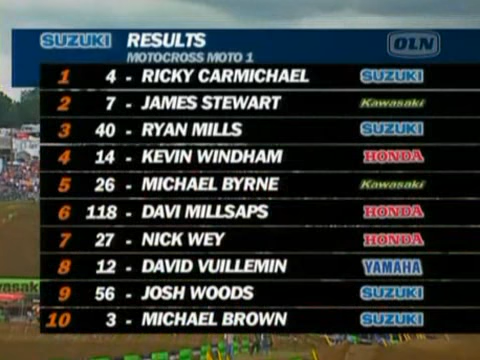 SUZUKI RESULTS OLN
MOTOCROSS MOTO 1
1 4 - RICKY CARMICHAEL SUZUKI
2 7 - JAMES STEWART Kawasaki
3 40 - RYAN MILLS SUZUKI
4 14 - KEVIN WINDHAM HONDA
5 26 - MICHAEL BYRNE Kawasaki
6 118 - DAVI MILLSAPS HONDA
7 27 - NICK WEY HONDA
8 12 - DAVID VUILLEMIN YAMAHA
9 56 - JOSH WOODS SUZUKI
10 3 - MICHAEL BROWN SUZUKI